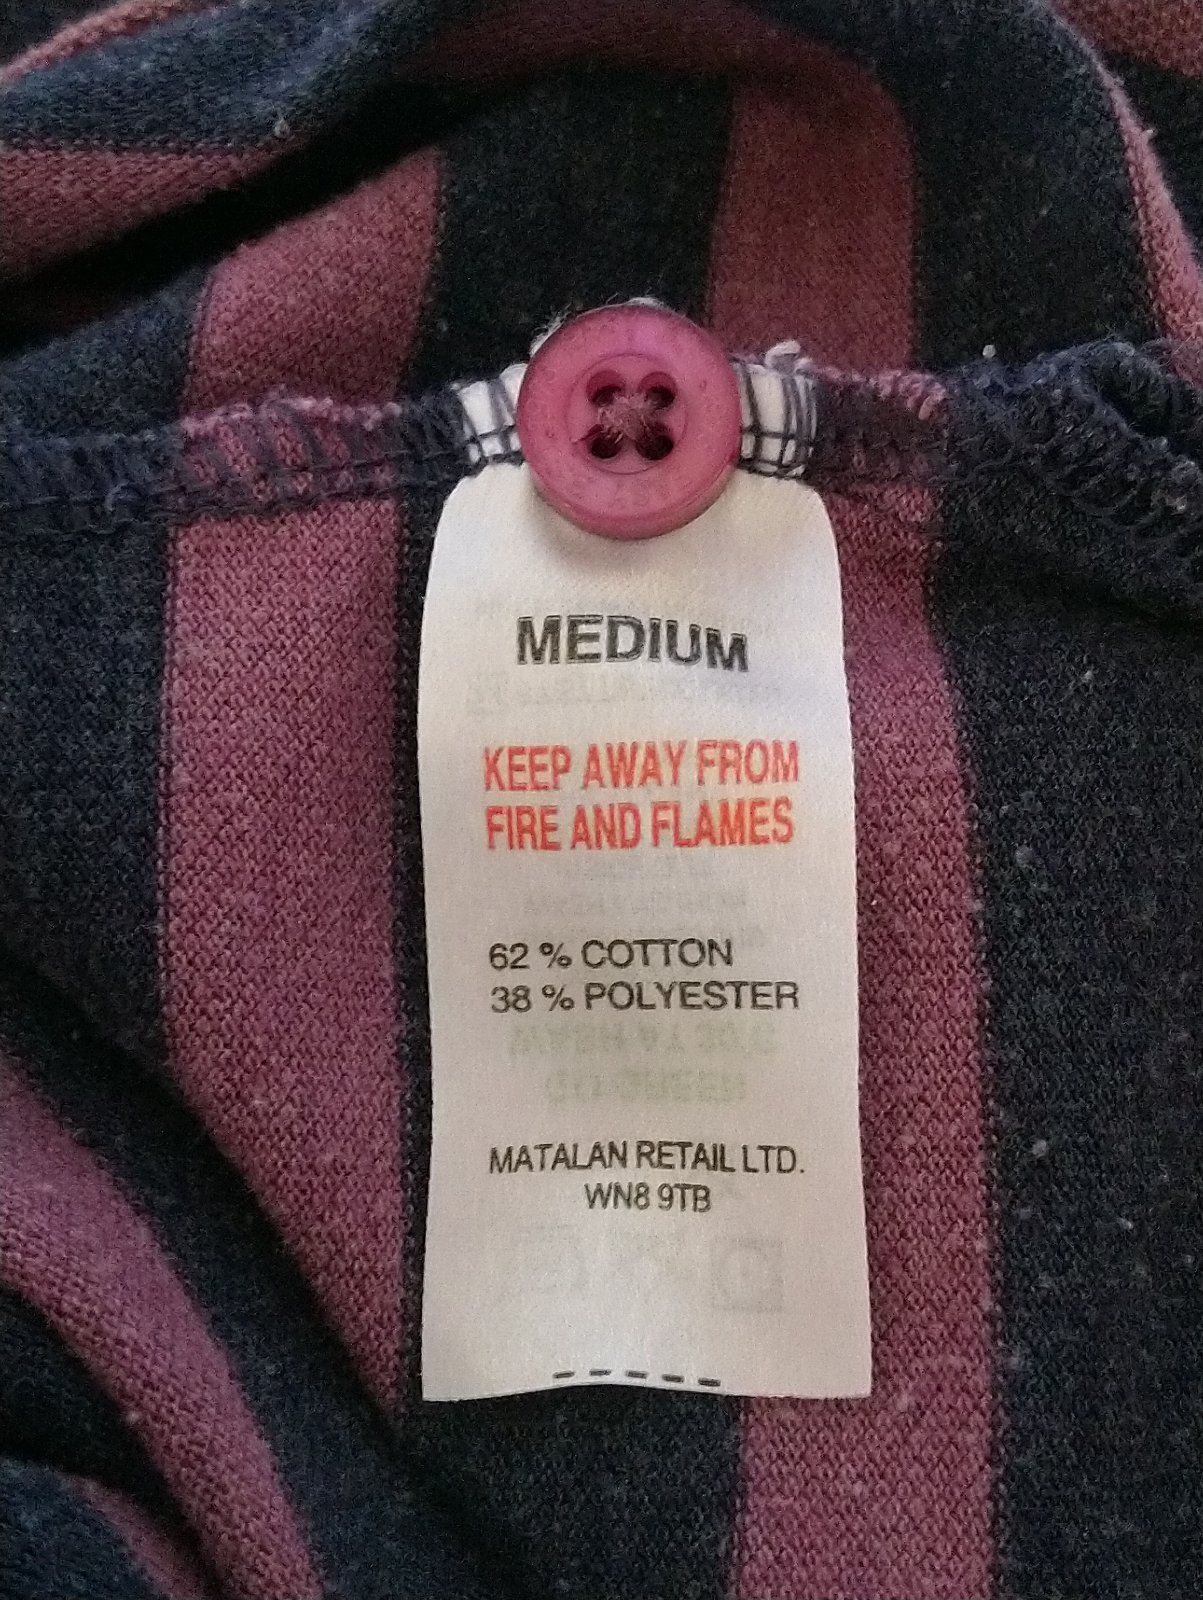 MEDIUM
KEEP AWAY FROM
FIRE AND FLAMES
62 % COTTON
38 % POLYESTER
MATALAN RETAIL LTD.
WN8 9TB